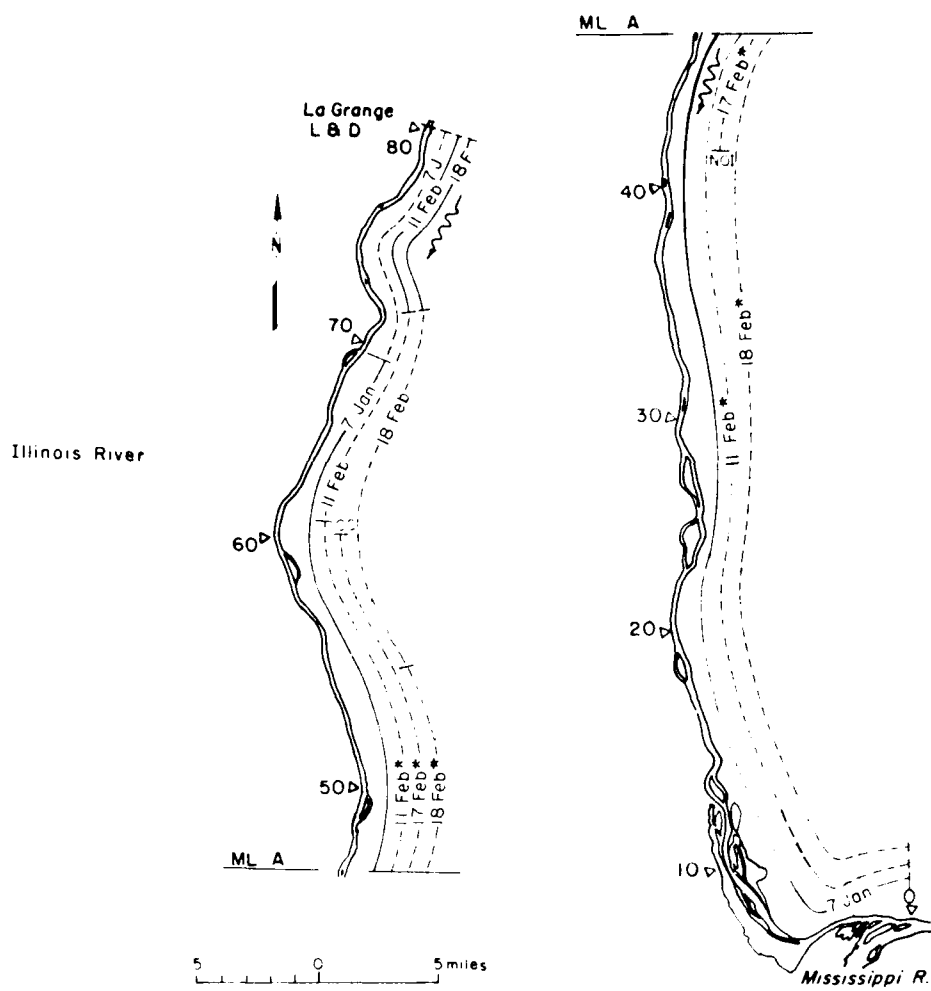 ML A
La Grange
L & D
80
7 J
11 Feb
18 F
17 Feb*
N
40
70
7 Jan
18 Feb
18 Feb*
11 Feb
30
11 Feb*
Illinois River
60
20
50
11 Feb*
17 Feb*
18 Feb*
ML A
10
7 Jan
0
5 0 5 miles
Mississippi R.